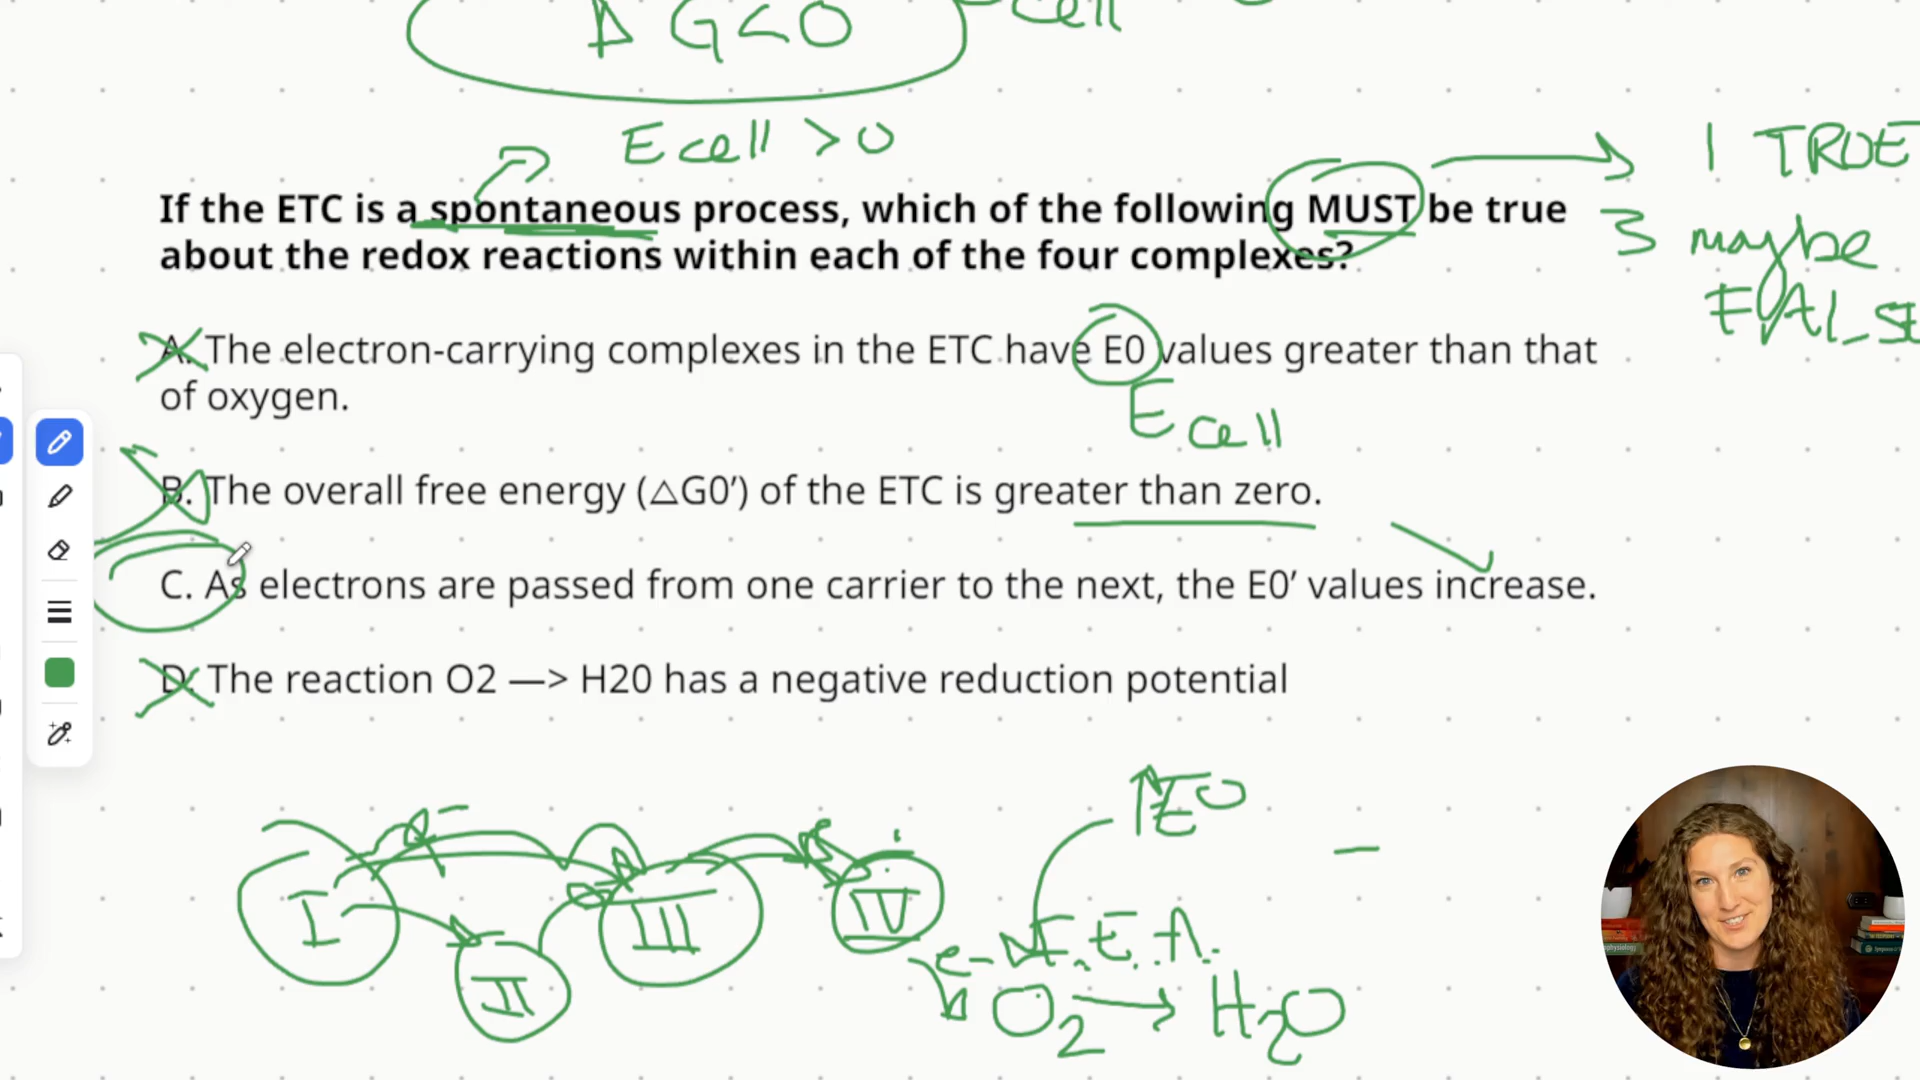 Δ G < 0
cell
E cell > 0
1 TRUE
If the ETC is a spontaneous process, which of the following MUST be true
about the redox reactions within each of the four complexes?
3 maybe
FALSE
A. The electron-carrying complexes in the ETC have E0 values greater than that
of oxygen.
E cell
B. The overall free energy (△G0’) of the ETC is greater than zero.
C. As electrons are passed from one carrier to the next, the E0’ values increase.
D. The reaction O2 —> H20 has a negative reduction potential
↑E0
e-
I
II
III
IV
e- F.E.A.
O2 → H2O